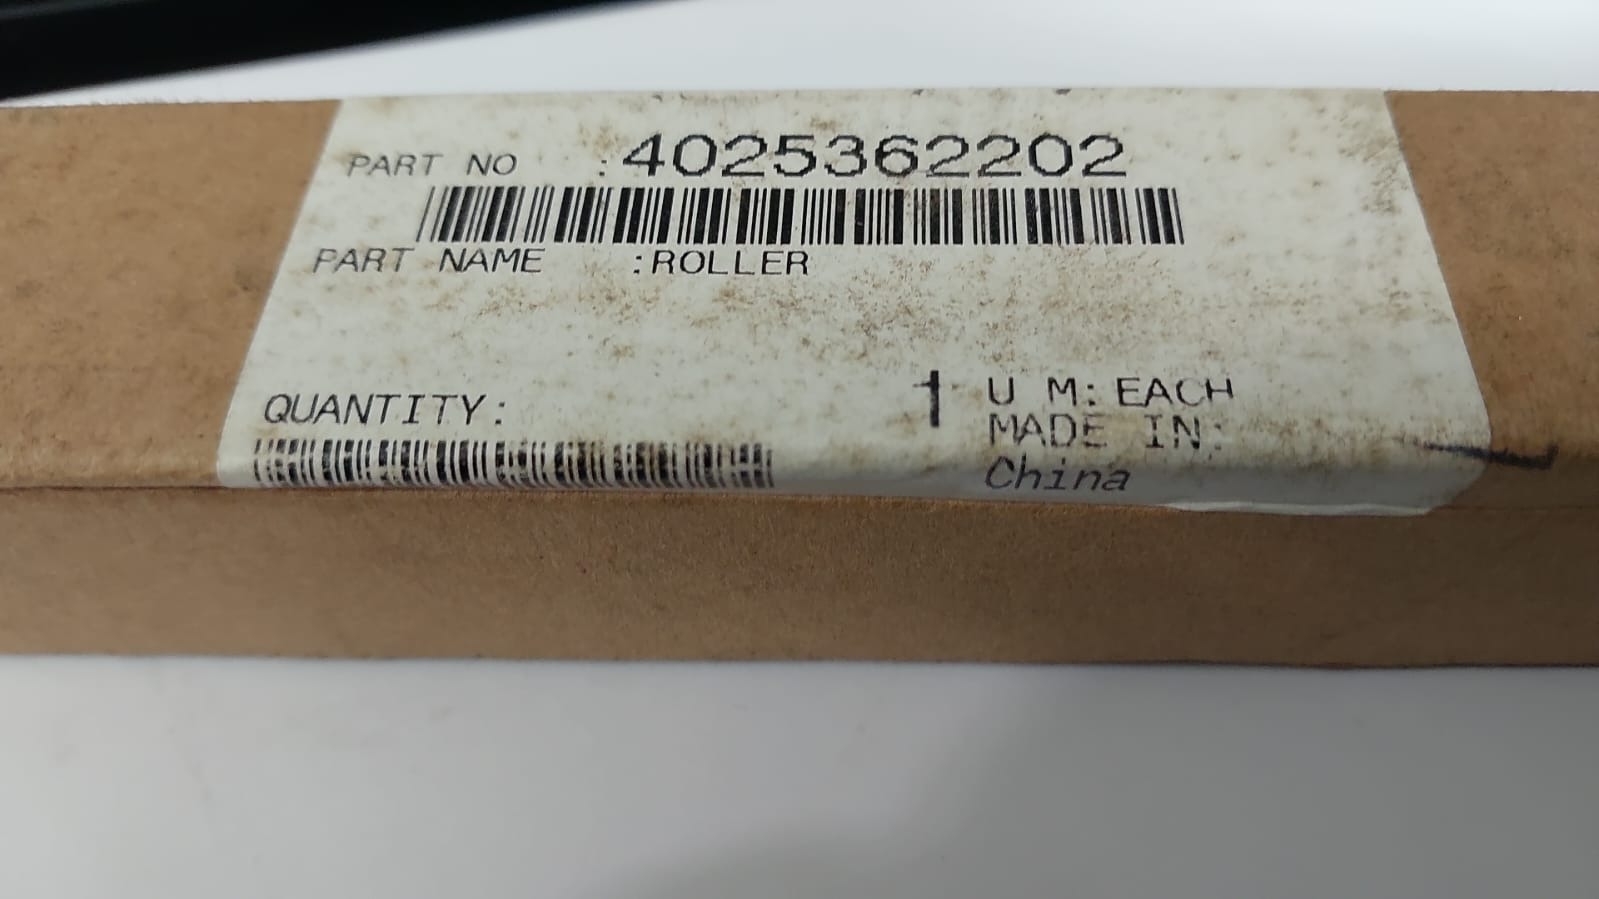 PART NO :4025362202
PART NAME :ROLLER
QUANTITY: 1 U M: EACH
MADE IN:
China